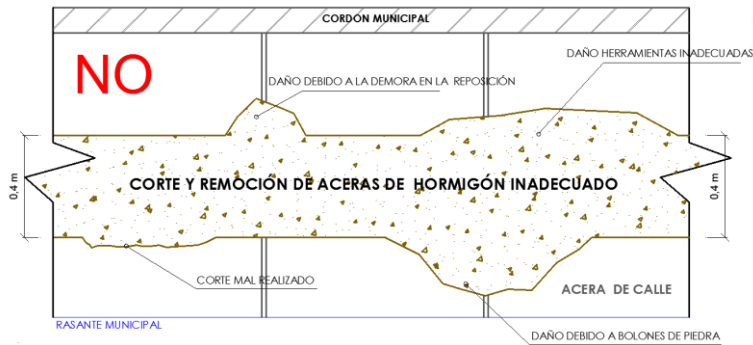 CORDÓN MUNICIPAL
NO
DAÑO HERRAMIENTAS INADECUADAS
DAÑO DEBIDO A LA DEMORA EN LA REPOSICIÓN
0,4 m
CORTE Y REMOCIÓN DE ACERAS DE HORMIGÓN INADECUADO
0,4 m
CORTE MAL REALIZADO
ACERA DE CALLE
RASANTE MUNICIPAL
DAÑO DEBIDO A BOLONES DE PIEDRA